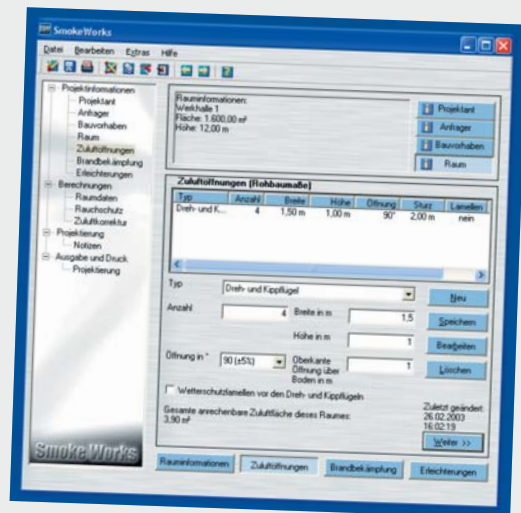 SmokeWorks
Datei Bearbeiten Extras Hilfe
Projektinformationen
Projektant
Anfrager
Bauvorhaben
Raum
Zuluftöffnungen
Brandbekämpfung
Erleichterungen
Berechnungen
Raumdaten
Rauchschutz
Zuluftkorrektur
Projektierung
Notizen
Ausgabe und Druck
Projektierung
Smoke Works
Rauminformationen:
Werkhalle 1
Fläche: 1.600,00 m²
Höhe: 12,00 m
Projektant
Anfrager
Bauvorhaben
Raum
Zuluftöffnungen (Rohbaumaße)
Typ Anzahl Breite Höhe Öffnung Sturz Lamellen
Dreh- und K... 4 1,50 m 1,00 m 90° 2,00 m nein
Typ Dreh- und Kippflügel Neu
Anzahl 4 Breite in m 1,5 Speichern
Höhe in m 1 Bearbeiten
Öffnung in ° 90 (±5%) Oberkante 1 Löschen
Öffnung über
Boden in m
Wetterschutzlamellen vor den Dreh- und Kippflügeln
Gesamte anrechenbare Zuluftfläche dieses Raumes:
3,90 m²
Zuletzt geändert:
26.02.2003
16:02:19
Weiter >>
Rauminformationen Zuluftöffnungen Brandbekämpfung Erleichterungen